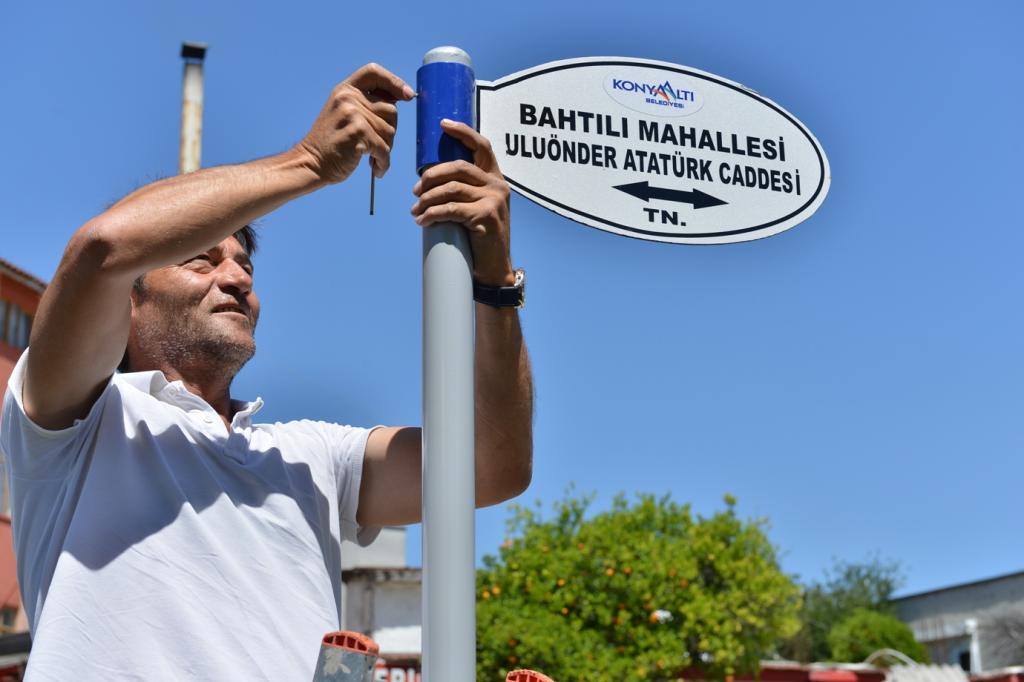 KONYAALTI
BELEDİYESİ
BAHTILI MAHALLESİ
ULUÖNDER ATATÜRK CADDESİ
TN.